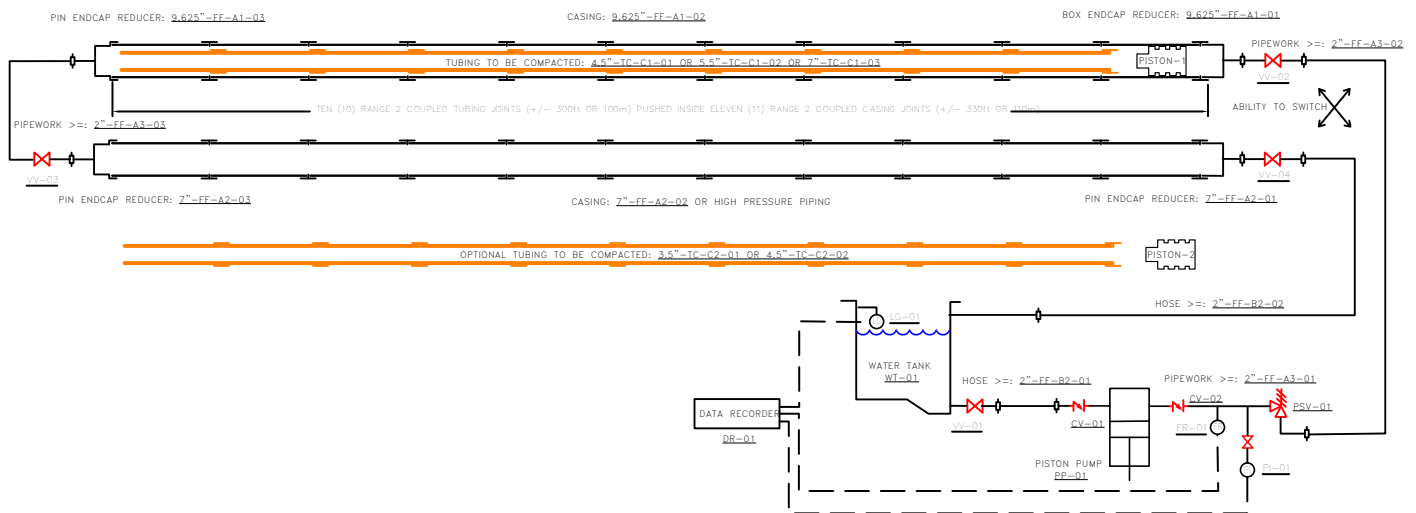 PIN ENDCAP REDUCER: 9.625"-FF-A1-03
CASING: 9.625"-FF-A1-02
BOX ENDCAP REDUCER: 9.625"-FF-A1-01
PIPEWORK >=: 2"-FF-A3-02
TUBING TO BE COMPACTED: 4.5"-TC-C1-01 OR 5.5"-TC-C1-02 OR 7"-TC-C1-03
PISTON-1
VV-02
TEN (10) RANGE 2 COUPLED TUBING JOINTS (+/- 300ft OR 100m) PUSHED INSIDE ELEVEN (11) RANGE 2 COUPLED CASING JOINTS (+/- 330ft OR 110m)
ABILITY TO SWITCH
PIPEWORK >=: 2"-FF-A3-03
VV-03
VV-04
PIN ENDCAP REDUCER: 7"-FF-A2-03
CASING: 7"-FF-A2-02 OR HIGH PRESSURE PIPING
PIN ENDCAP REDUCER: 7"-FF-A2-01
OPTIONAL TUBING TO BE COMPACTED: 3.5"-TC-C2-01 OR 4.5"-TC-C2-02
PISTON-2
HOSE >=: 2"-FF-B2-02
LG
LG-01
WATER TANK
WT-01
HOSE >=: 2"-FF-B2-01
PIPEWORK >=: 2"-FF-A3-01
CV-02
PSV-01
DATA RECORDER
DR-01
VV-01
CV-01
FR-01
FR
PISTON PUMP
PP-01
PI
PI-01